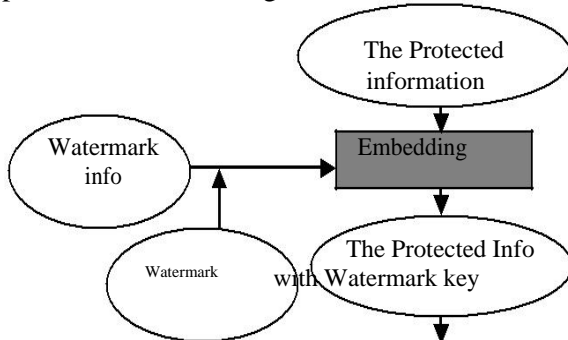 The Protected
information
Watermark
info
Embedding
The Protected Info
Watermark
with Watermark key